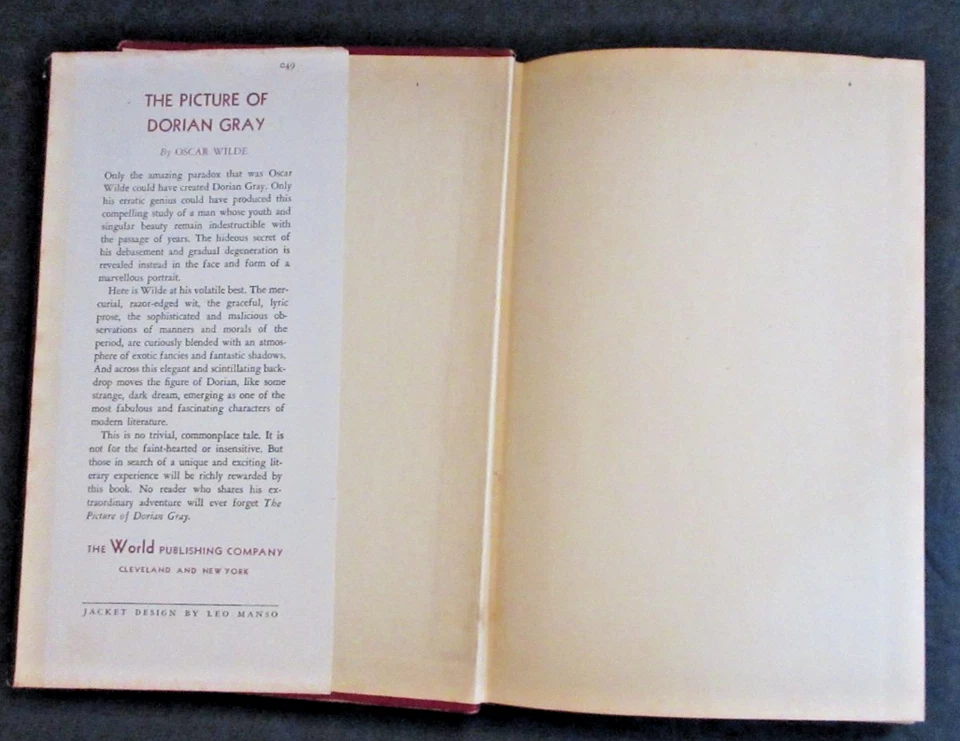 049
THE PICTURE OF
DORIAN GRAY
By OSCAR WILDE
Only the amazing paradox that was Oscar
Wilde could have created Dorian Gray. Only
his erratic genius could have produced this
compelling study of a man whose youth and
singular beauty remain indestructible with
the passage of years. The hideous secret of
his debasement and gradual degeneration is
revealed instead in the face and form of a
marvellous portrait.
Here is Wilde at his volatile best. The mer-
curial, razor-edged wit, the graceful, lyric
prose, the sophisticated and malicious ob-
servations of manners and morals of the
period, are curiously blended with an atmos-
phere of exotic fancies and fantastic shadows.
And across this elegant and scintillating back-
drop moves the figure of Dorian, like some
strange, dark dream, emerging as one of the
most fabulous and fascinating characters of
modern literature.
This is no trivial, commonplace tale. It is
not for the faint-hearted or insensitive. But
those in search of a unique and exciting lit-
erary experience will be richly rewarded by
this book. No reader who shares his ex-
traordinary adventure will ever forget The
Picture of Dorian Gray.
THE World PUBLISHING COMPANY
CLEVELAND AND NEW YORK
JACKET DESIGN BY LEO MANSO